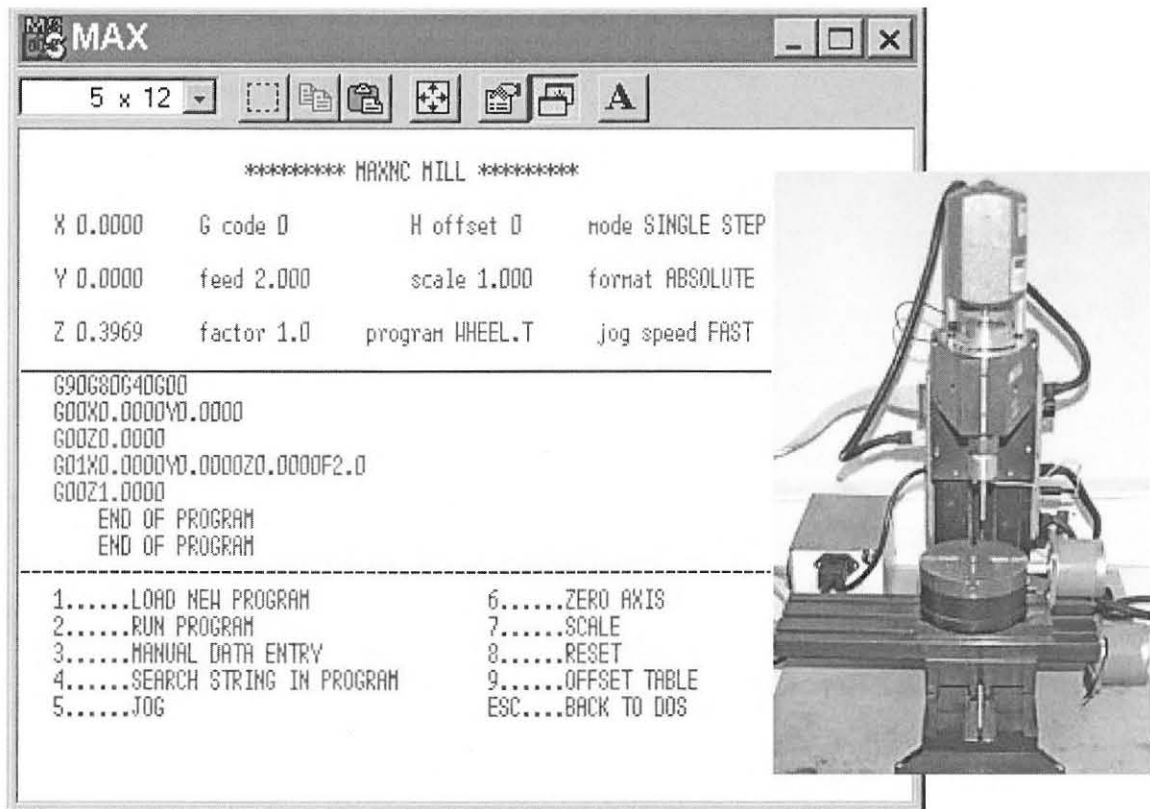 MAX
5 x 12
A
********* MAXNC MILL *********
X 0.0000 G code 0 H offset 0 mode SINGLE STEP
Y 0.0000 feed 2.000 scale 1.000 format ABSOLUTE
Z 0.3969 factor 1.0 program WHEEL.T jog speed FAST
G90G80G40G00
G00X0.0000Y0.0000
G00Z0.0000
G01X0.0000Y0.0000Z0.0000F2.0
G00Z1.0000
END OF PROGRAM
END OF PROGRAM
1......LOAD NEW PROGRAM 6......ZERO AXIS
2......RUN PROGRAM 7......SCALE
3......MANUAL DATA ENTRY 8......RESET
4......SEARCH STRING IN PROGRAM 9......OFFSET TABLE
5......JOG ESC....BACK TO DOS